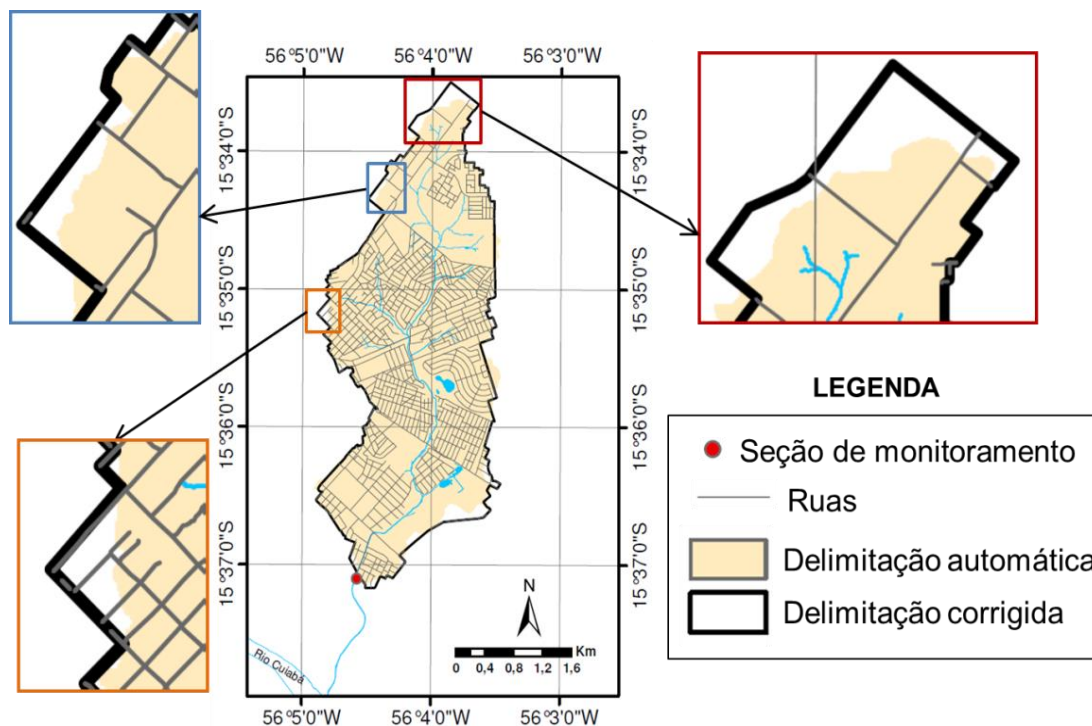 56°5'0"W 56°4'0"W 56°3'0"W
15°34'0"S 15°34'0"S
15°35'0"S 15°35'0"S
15°36'0"S 15°36'0"S
15°37'0"S 15°37'0"S
N
Km
0 0,4 0,8 1,2 1,6
Rio Cuiabá
56°5'0"W 56°4'0"W 56°3'0"W
LEGENDA
Seção de monitoramento
Ruas
Delimitação automática
Delimitação corrigida